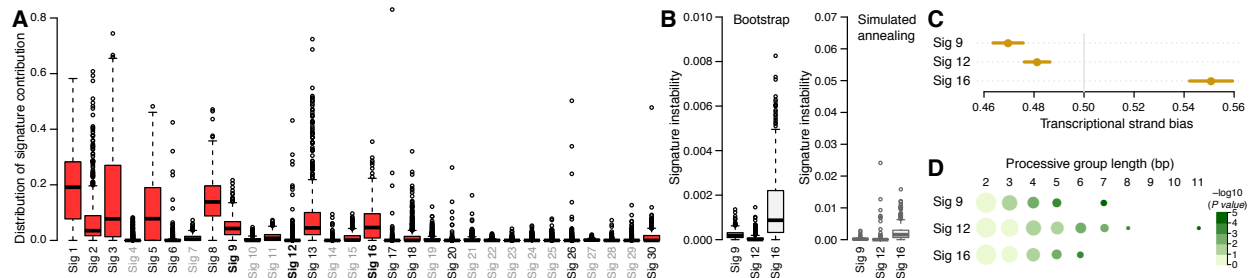 A
Distribution of signature contribution
0.8
0.6
0.4
0.2
0.0
Sig 1
Sig 2
Sig 3
Sig 4
Sig 5
Sig 6
Sig 7
Sig 8
Sig 9
Sig 10
Sig 11
Sig 12
Sig 13
Sig 14
Sig 15
Sig 16
Sig 17
Sig 18
Sig 19
Sig 20
Sig 21
Sig 22
Sig 23
Sig 24
Sig 25
Sig 26
Sig 27
Sig 28
Sig 29
Sig 30
B
Bootstrap
Signature instability
0.010
0.008
0.006
0.004
0.002
0.000
Sig 9
Sig 12
Sig 16
Simulated
annealing
Signature instability
0.07
0.06
0.05
0.04
0.03
0.02
0.01
0.00
Sig 9
Sig 12
Sig 16
C
Sig 9
Sig 12
Sig 16
0.46 0.48 0.50 0.52 0.54 0.56
Transcriptional strand bias
D
Processive group length (bp)
2 3 4 5 6 7 8 9 10 11
Sig 9
Sig 12
Sig 16
−log10
(P value)
5
4
3
2
1
0